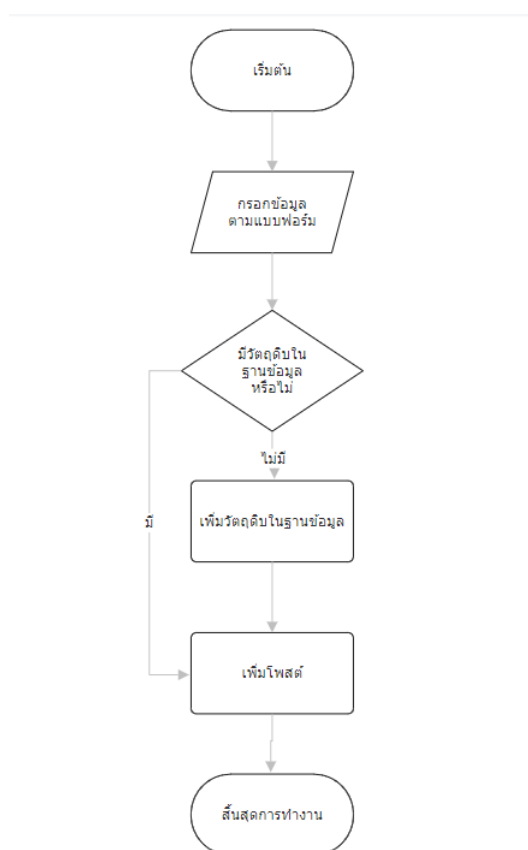 เริ่มต้น
กรอกข้อมูล
ตามแบบฟอร์ม
มีวัตถุดิบใน
ฐานข้อมูล
หรือไม่
ไม่มี
เพิ่มวัตถุดิบในฐานข้อมูล
มี
เพิ่มโพสต์
สิ้นสุดการทำงาน